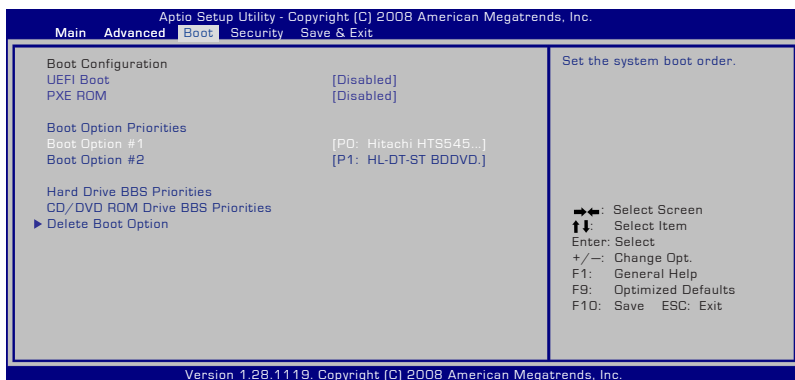 Aptio Setup Utility - Copyright (C) 2008 American Megatrends, Inc.
Main Advanced Boot Security Save & Exit
Boot Configuration
UEFI Boot [Disabled]
PXE ROM [Disabled]
Boot Option Priorities
Boot Option #1 [P0: Hitachi HTS545...]
Boot Option #2 [P1: HL-DT-ST BDDVD.]
Hard Drive BBS Priorities
CD/DVD ROM Drive BBS Priorities
Delete Boot Option
Set the system boot order.
→←: Select Screen
↑↓: Select Item
Enter: Select
+/—: Change Opt.
F1: General Help
F9: Optimized Defaults
F10: Save ESC: Exit
Version 1.28.1119. Copyright (C) 2008 American Megatrends, Inc.